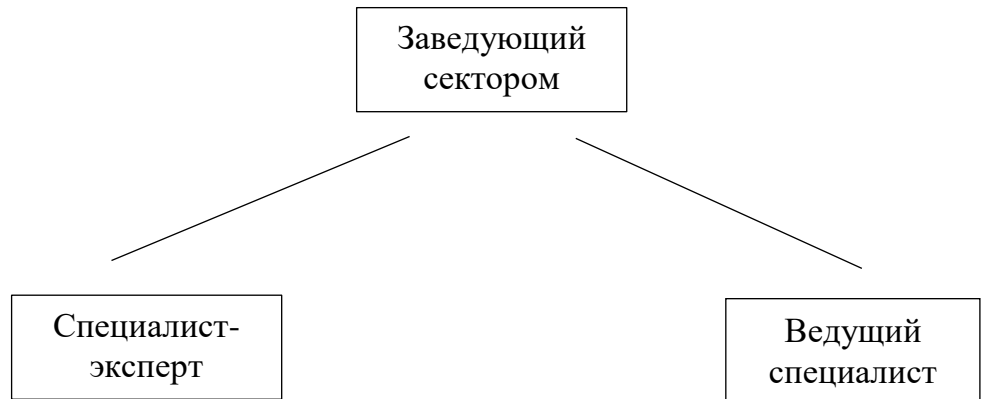 Заведующий
сектором
Специалист-
эксперт
Ведущий
специалист